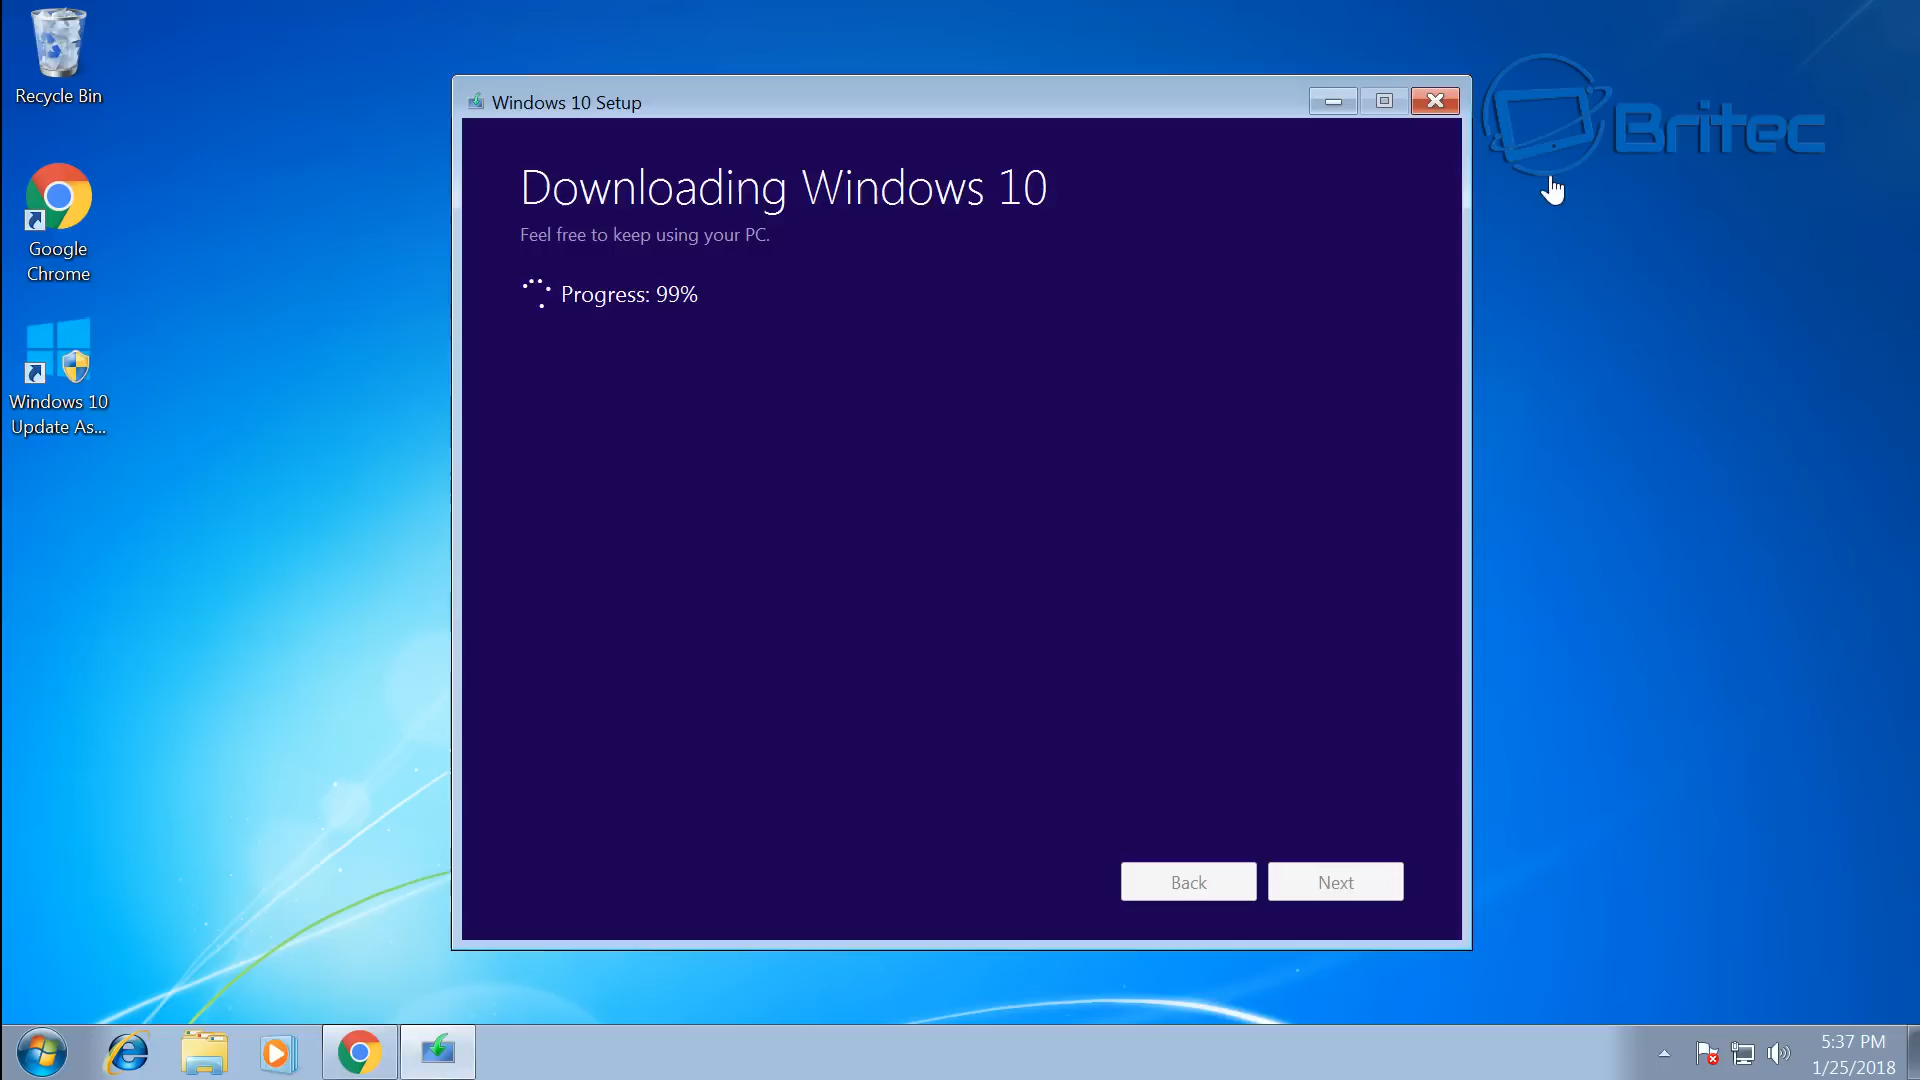 Recycle Bin
Google
Chrome
Windows 10
Update As...
Windows 10 Setup
Downloading Windows 10
Feel free to keep using your PC.
Progress: 99%
Back
Next
Britec
5:37 PM
1/25/2018